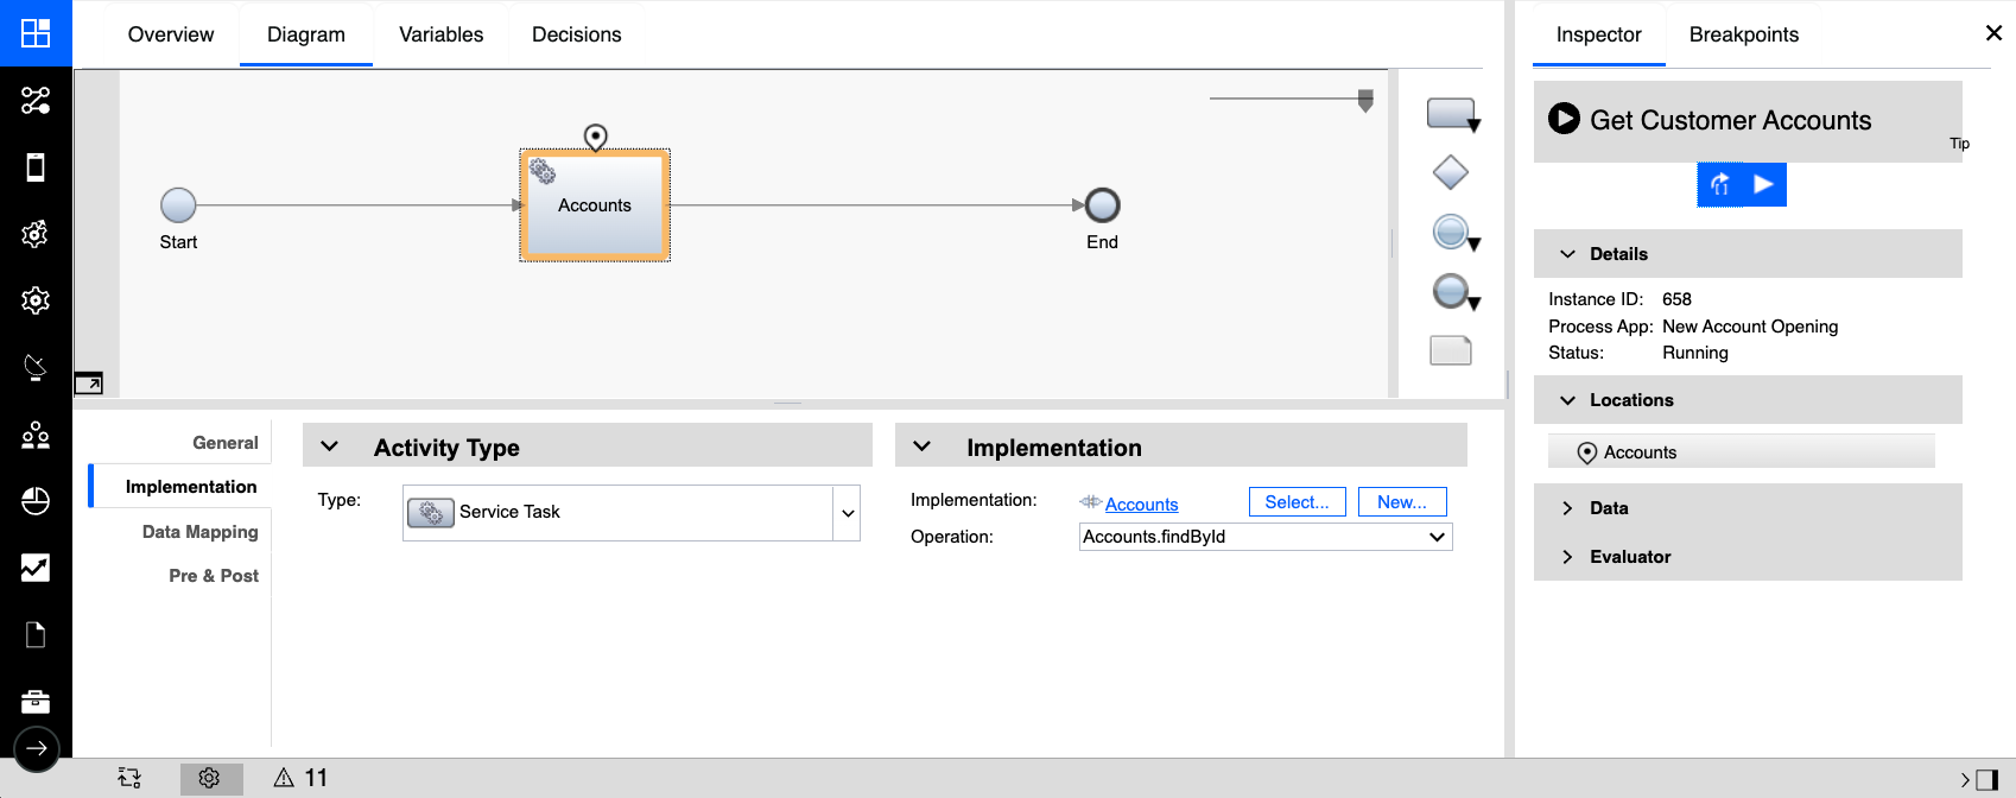 Overview
Diagram
Variables
Decisions
Start
Accounts
End
General
Implementation
Data Mapping
Pre & Post
Activity Type
Type:
Service Task
Implementation
Implementation:
Accounts
Select...
New...
Operation:
Accounts.findById
11
Inspector
Breakpoints
Get Customer Accounts
Tip
Details
Instance ID: 658
Process App: New Account Opening
Status: Running
Locations
Accounts
Data
Evaluator